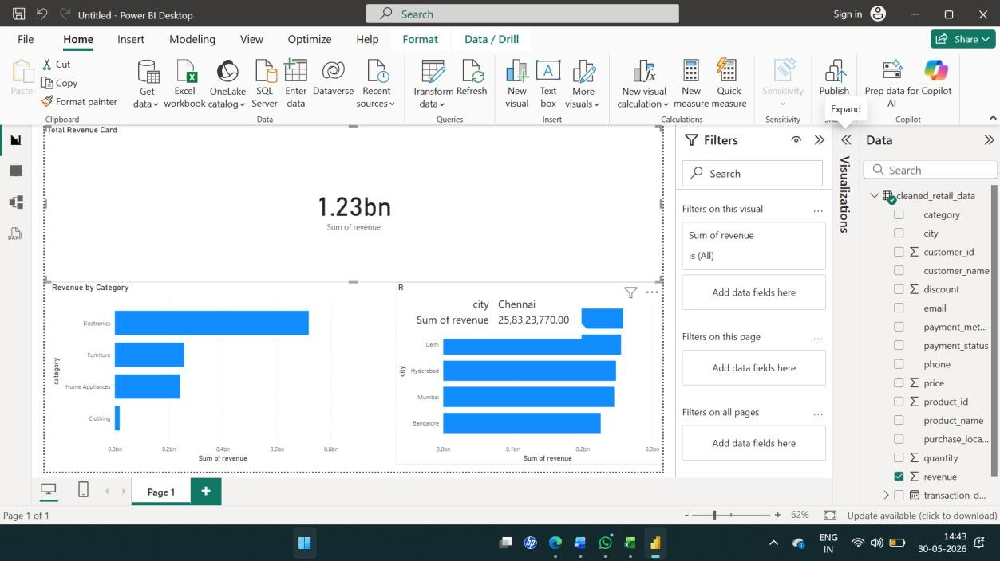 Untitled - Power BI Desktop
Search
Sign in
File Home Insert Modeling View Optimize Help Format Data / Drill
Share
Paste
Cut
Copy
Format painter
Clipboard
Get data
Excel workbook
OneLake catalog
SQL Server
Enter data
Dataverse
Recent sources
Data
Transform data
Refresh
Queries
New visual
Text box
More visuals
Insert
New visual calculation
New measure
Quick measure
Calculations
Sensitivity
Sensitivity
Publish
Expand
Prep data for AI
Copilot
Copilot
Total Revenue Card
1.23bn
Sum of revenue
Revenue by Category
category
Electronics
Furniture
Home Appliances
Clothing
0.0bn 0.2bn 0.4bn 0.6bn 0.8bn
Sum of revenue
R
city Chennai
Sum of revenue 25,83,23,770.00
city
Delhi
Hyderabad
Mumbai
Bangalore
0.0bn 0.1bn 0.2bn 0.3bn
Sum of revenue
Filters
Search
Filters on this visual ...
Sum of revenue
is (All)
Add data fields here
Filters on this page ...
Add data fields here
Filters on all pages ...
Add data fields here
Visualizations
Data
Search
cleaned_retail_data
category
city
customer_id
customer_name
discount
email
payment_met...
payment_status
phone
price
product_id
product_name
purchase_loca...
quantity
revenue
transaction_d...
Page 1
+
Page 1 of 1
- + 62%
Update available (click to download)
ENG
IN
14:43
30-05-2026